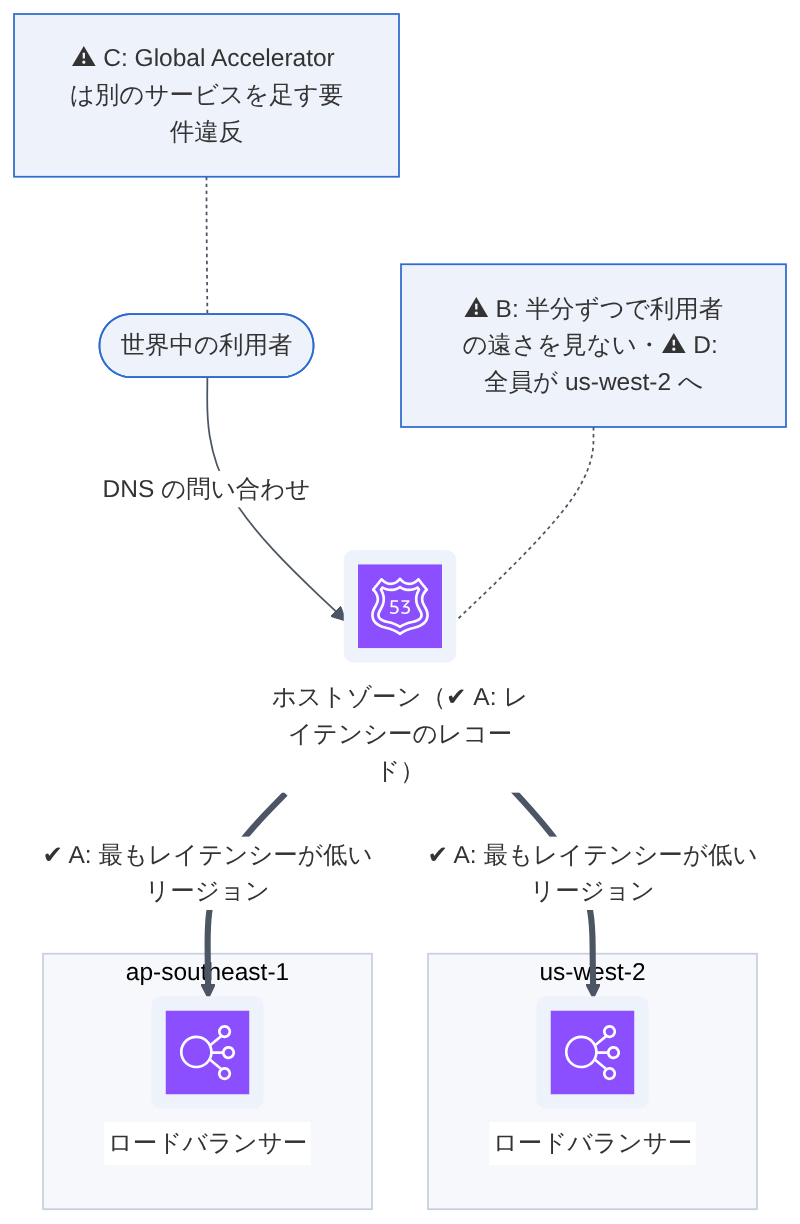 ⚠ C: Global Accelerator
は別のサービスを足す要
件違反
⚠ B: 半分ずつで利用者
の遠さを見ない・⚠ D:
全員が us-west-2 へ
世界中の利用者
DNS の問い合わせ
53
ホストゾーン（✔ A: レ
イテンシーのレコー
ド）
✔ A: 最もレイテンシーが低い
リージョン
✔ A: 最もレイテンシーが低い
リージョン
ap-southeast-1
us-west-2
ロードバランサー
ロードバランサー